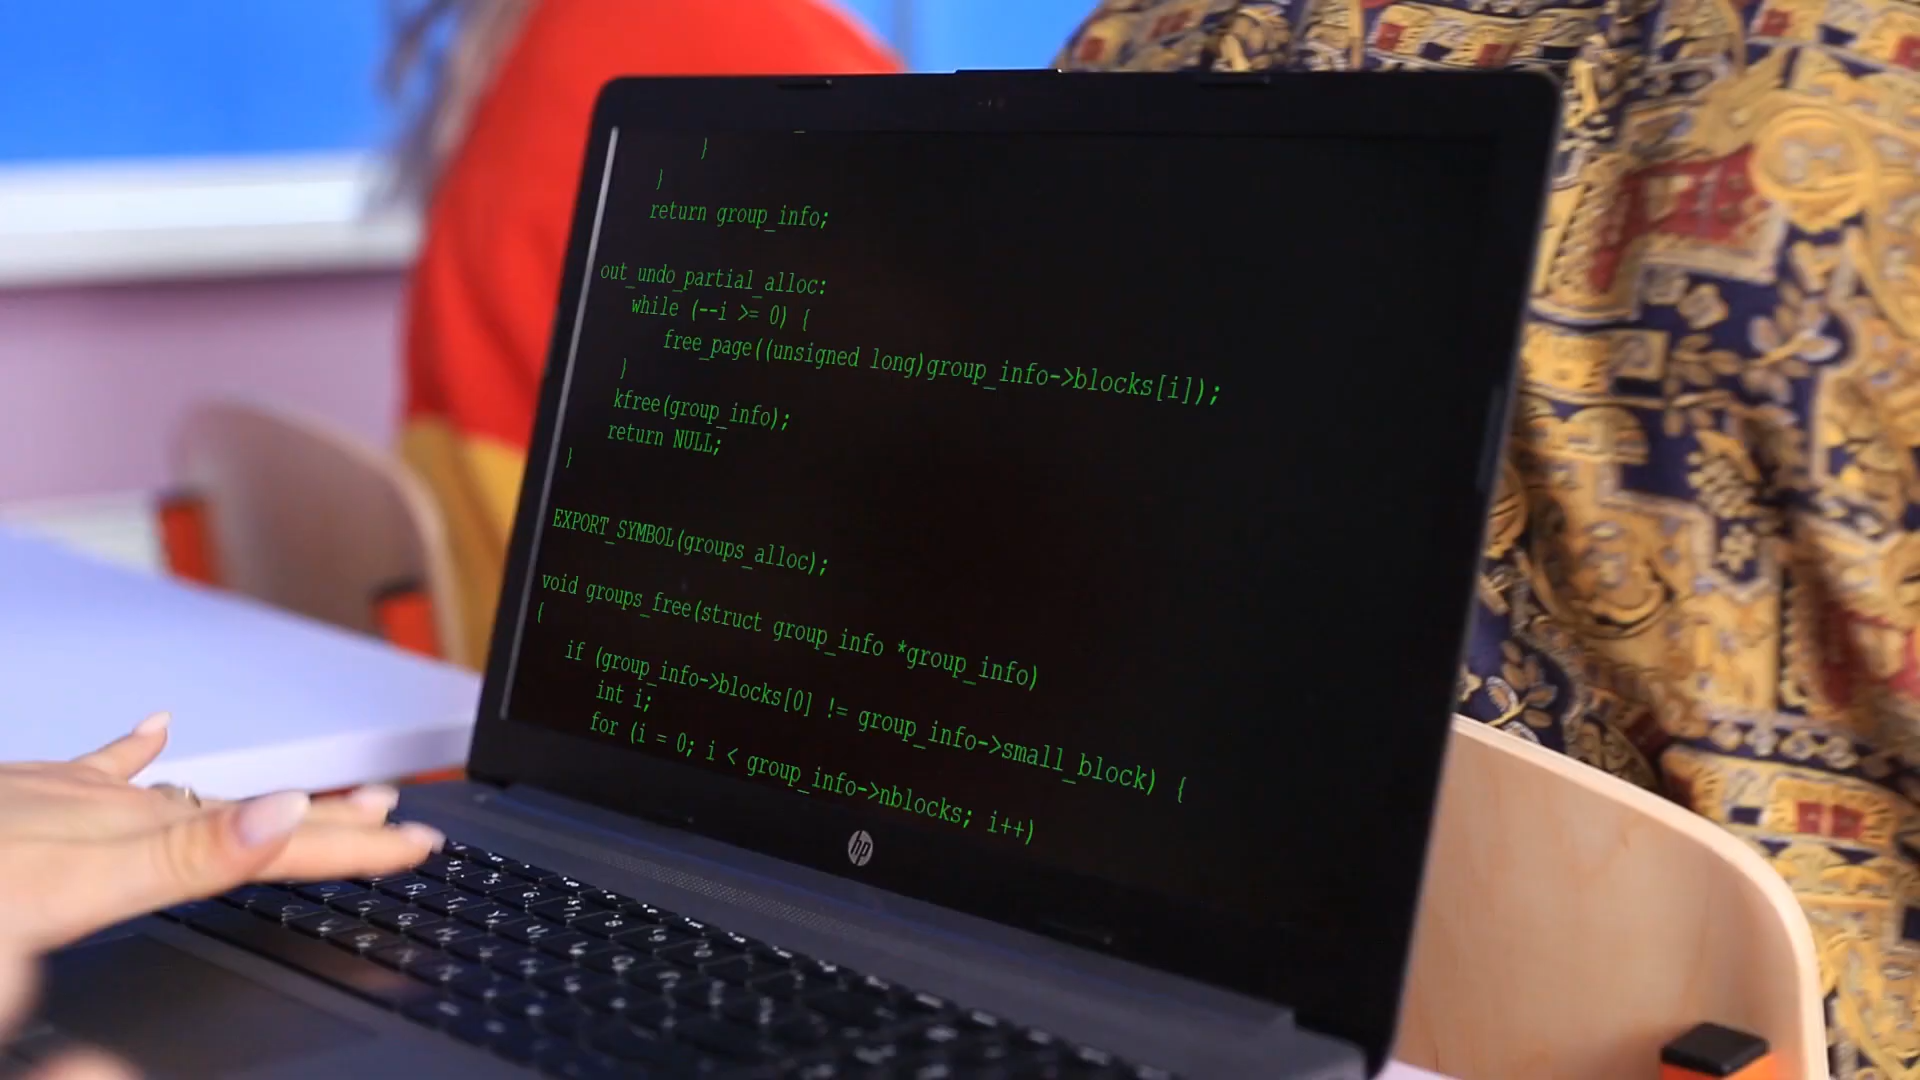 }
}
return group_info;
out_undo_partial_alloc:
while (--i >= 0) {
free_page((unsigned long)group_info->blocks[i]);
}
kfree(group_info);
return NULL;
}
EXPORT_SYMBOL(groups_alloc);
void groups_free(struct group_info *group_info)
{
if (group_info->blocks[0] != group_info->small_block) {
int i;
for (i = 0; i < group_info->nblocks; i++)
hp